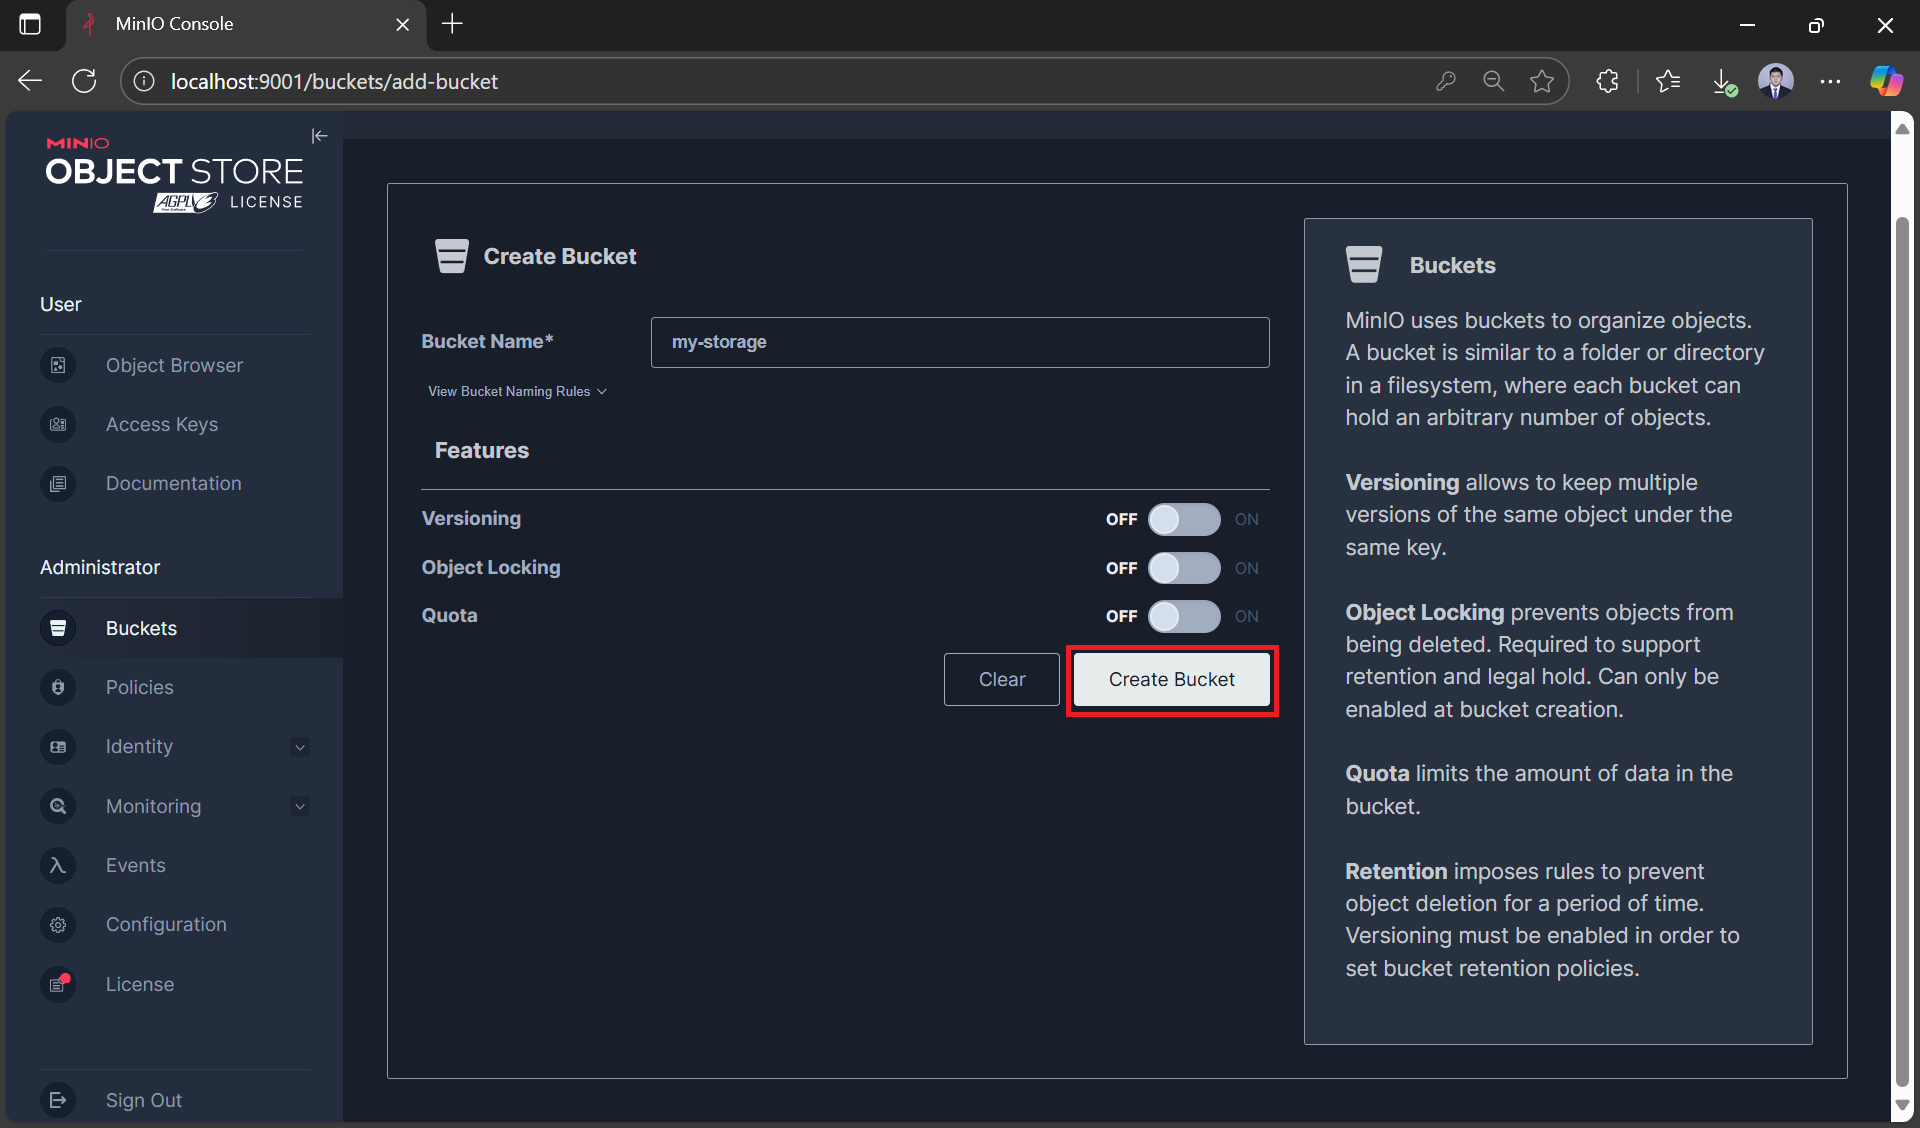 MinIO Console
localhost:9001/buckets/add-bucket
MINIO
OBJECT STORE
AGPLv3 LICENSE
Free Software
User
Object Browser
Access Keys
Documentation
Administrator
Buckets
Policies
Identity
Monitoring
Events
Configuration
License
Sign Out
Create Bucket
Bucket Name*
my-storage
View Bucket Naming Rules
Features
Versioning
OFF ON
Object Locking
OFF ON
Quota
OFF ON
Clear
Create Bucket
Buckets
MinIO uses buckets to organize objects.
A bucket is similar to a folder or directory
in a filesystem, where each bucket can
hold an arbitrary number of objects.
Versioning allows to keep multiple
versions of the same object under the
same key.
Object Locking prevents objects from
being deleted. Required to support
retention and legal hold. Can only be
enabled at bucket creation.
Quota limits the amount of data in the
bucket.
Retention imposes rules to prevent
object deletion for a period of time.
Versioning must be enabled in order to
set bucket retention policies.